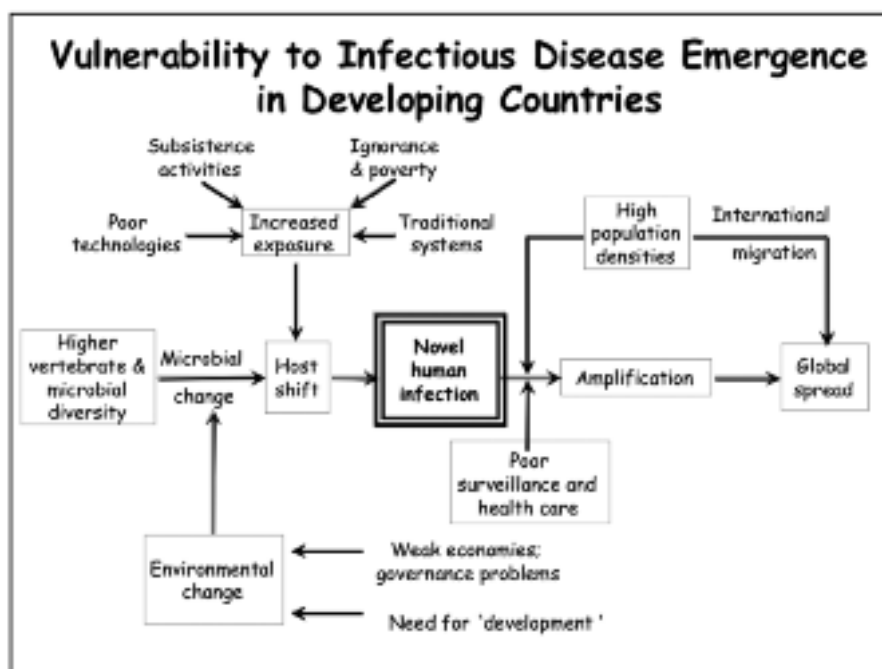 Vulnerability to Infectious Disease Emergence
in Developing Countries
Subsistence
activities
Ignorance
& poverty
Poor
technologies
Increased
exposure
Traditional
systems
High
population
densities
International
migration
Higher
vertebrate &
microbial
diversity
Microbial
change
Host
shift
Novel
human
infection
Amplification
Global
spread
Poor
surveillance and
health care
Environmental
change
Weak economies;
governance problems
Need for 'development'